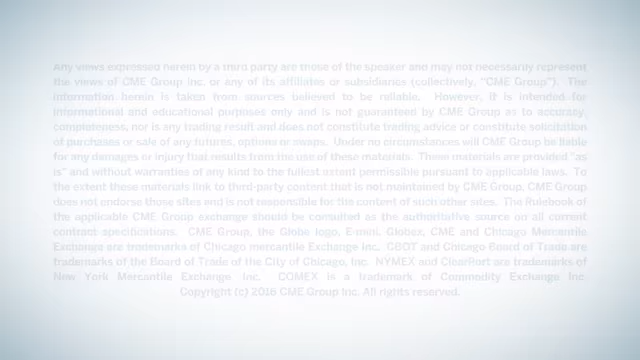 Any views expressed herein by a third party are those of the speaker and may not necessarily represent
the views of CME Group Inc. or any of its affiliates or subsidiaries (collectively, “CME Group”). The
information herein is taken from sources believed to be reliable. However, it is intended for
informational and educational purposes only and is not guaranteed by CME Group as to accuracy,
completeness, nor is any trading result and does not constitute trading advice or constitute solicitation
of purchases or sale of any futures, options or swaps. Under no circumstances will CME Group be liable
for any damages or injury that results from the use of these materials. These materials are provided “as
is” and without warranties of any kind to the fullest extent permissible pursuant to applicable laws. To
the extent these materials link to third-party content that is not maintained by CME Group, CME Group
does not endorse those sites and is not responsible for the content of such other sites. The Rulebook of
the applicable CME Group exchange should be consulted as the authoritative source on all current
contract specifications. CME Group, the Globe logo, E-mini, Globex, CME and Chicago Mercantile
Exchange are trademarks of Chicago mercantile Exchange Inc. CBOT and Chicago Board of Trade are
trademarks of the Board of Trade of the City of Chicago, Inc. NYMEX and ClearPort are trademarks of
New York Mercantile Exchange Inc. COMEX is a trademark of Commodity Exchange Inc.
Copyright (c) 2018 CME Group Inc. All rights reserved.